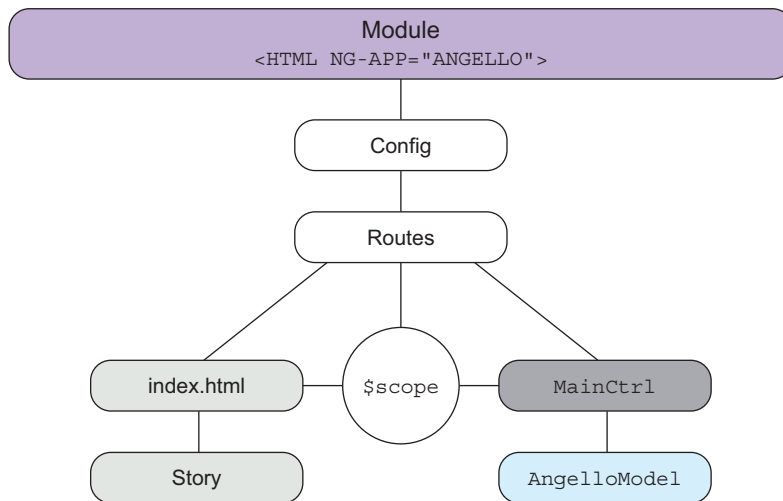 Module
<HTML NG-APP="ANGELLO">
Config
Routes
index.html
$scope
MainCtrl
Story
AngelloModel